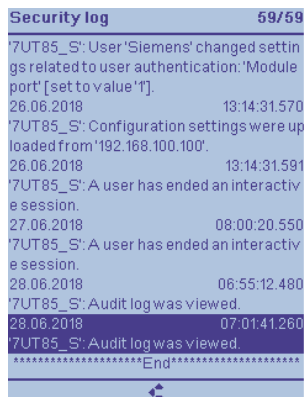 Security log 59/59
'7UT85_S': User 'Siemens' changed settin
gs related to user authentication: 'Module
port' [set to value '1'].
26.06.2018 13:14:31.570
'7UT85_S': Configuration settings were up
loaded from '192.168.100.100'.
26.06.2018 13:14:31.591
'7UT85_S': A user has ended an interactiv
e session.
27.06.2018 08:00:20.550
'7UT85_S': A user has ended an interactiv
e session.
28.06.2018 06:55:12.480
'7UT85_S': Audit log was viewed.
28.06.2018 07:01:41.260
'7UT85_S': Audit log was viewed.
*********************End*********************